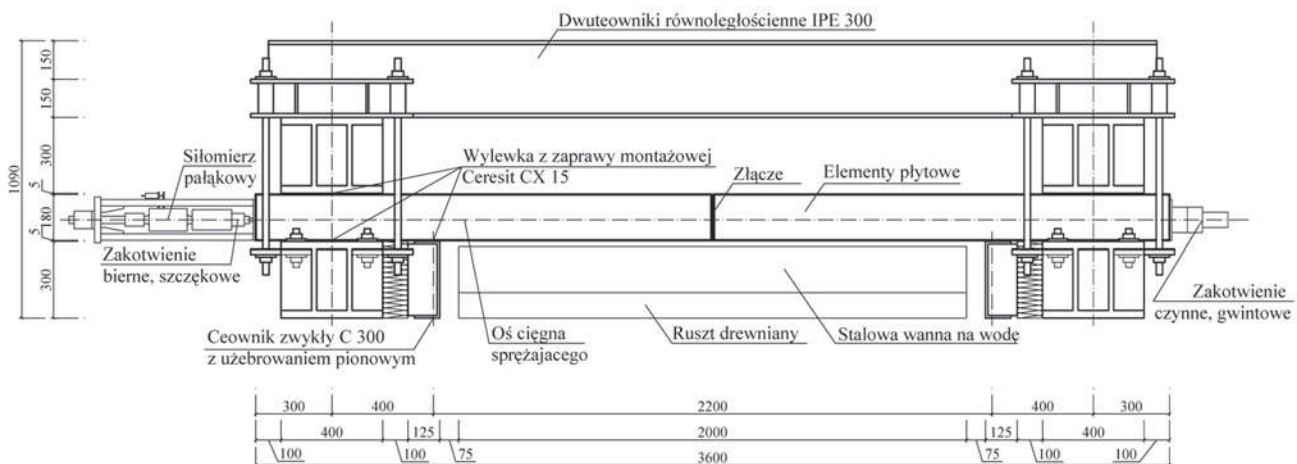 Dwuteowniki równoległościenne IPE 300
150
150
300
5
180
5
300
1090
Siłomierz
pałąkowy
Wylewka z zaprawy montażowej
Ceresit CX 15
Złącze
Elementy płytowe
Zakotwienie
bierne, szczękowe
Zakotwienie
czynne, gwintowe
Ceownik zwykły C 300
z użebrowaniem pionowym
Oś cięgna
sprężajacego
Ruszt drewniany
Stalowa wanna na wodę
300 400 2200 400 300
400 125 2000 125 400
100 100 75 3600 75 100 100